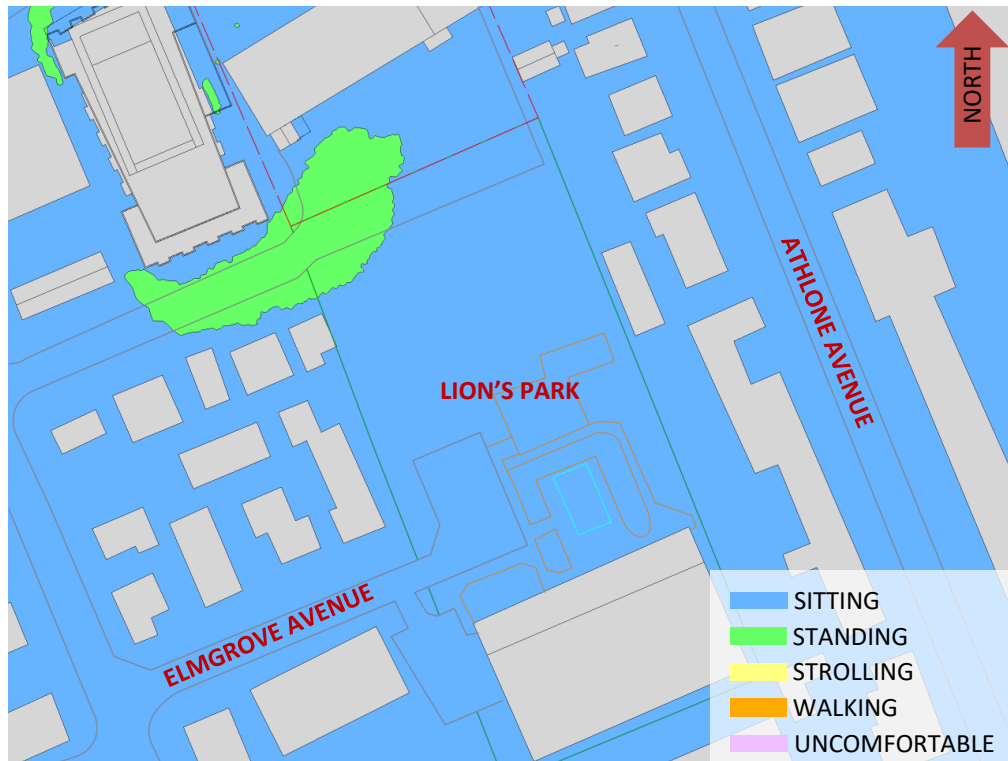 NORTH
ATHLONE AVENUE
LION'S PARK
ELMGROVE AVENUE
SITTING
STANDING
STROLLING
WALKING
UNCOMFORTABLE